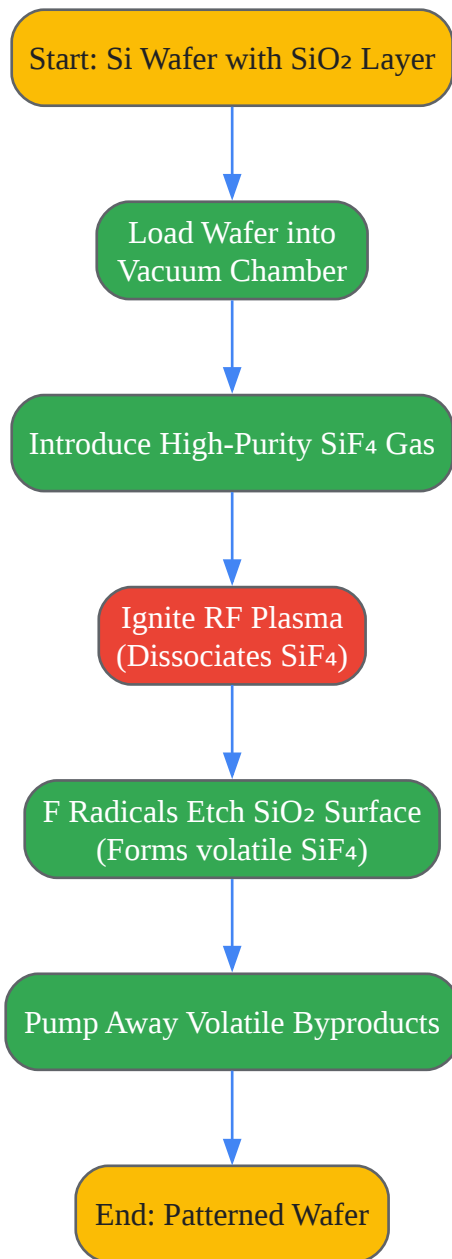 Start: Si Wafer with SiO₂ Layer
Load Wafer into
Vacuum Chamber
Introduce High-Purity SiF₄ Gas
Ignite RF Plasma
(Dissociates SiF₄)
F Radicals Etch SiO₂ Surface
(Forms volatile SiF₄)
Pump Away Volatile Byproducts
End: Patterned Wafer